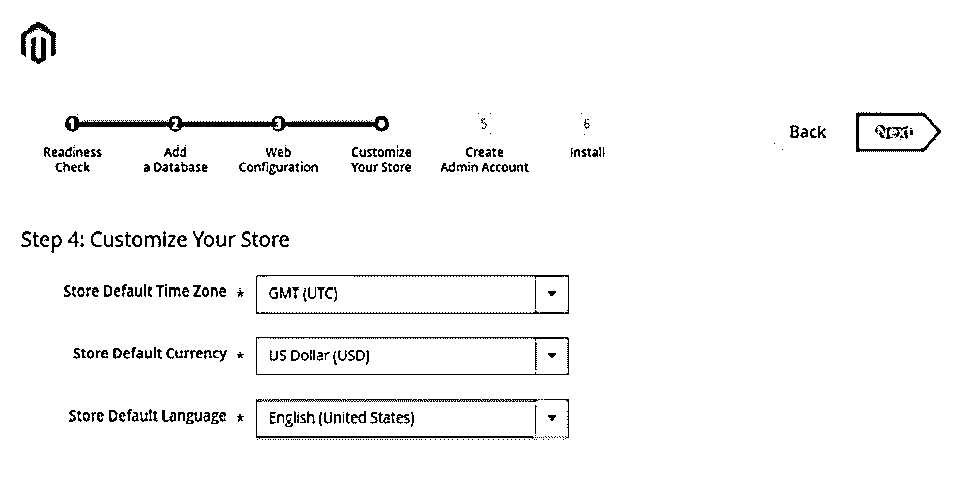 1 2 3 5 6
Readiness Check
Add a Database
Web Configuration
Customize Your Store
Create Admin Account
Install
Back
Next
Step 4: Customize Your Store
Store Default Time Zone * GMT (UTC)
Store Default Currency * US Dollar (USD)
Store Default Language * English (United States)